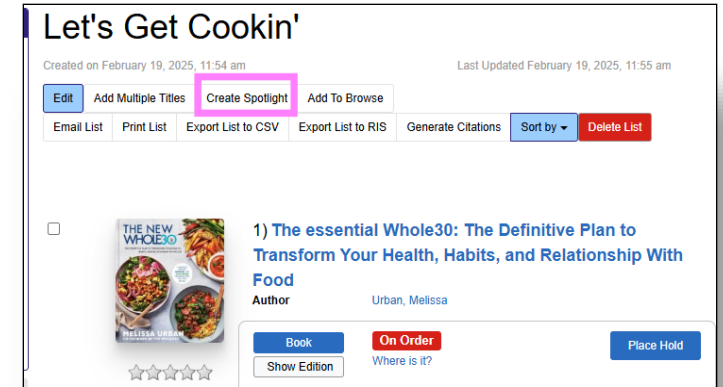 Let's Get Cookin'
Created on February 19, 2025, 11:54 am Last Updated February 19, 2025, 11:55 am
Edit Add Multiple Titles Create Spotlight Add To Browse
Email List Print List Export List to CSV Export List to RIS Generate Citations Sort by Delete List
THE NEW
WHOLE30
1) The essential Whole30: The Definitive Plan to
Transform Your Health, Habits, and Relationship With
Food
Author Urban, Melissa
MELISSA URBAN
Book On Order Place Hold
Show Edition Where is it?